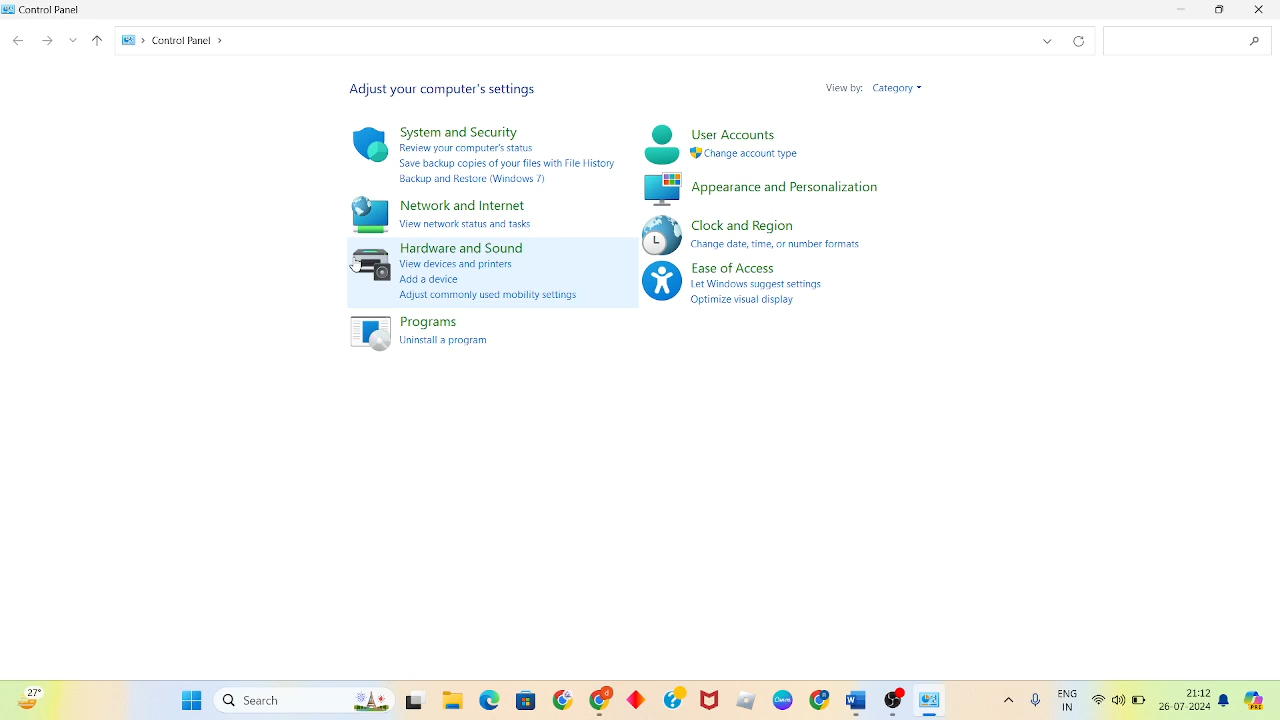 Control Panel
Control Panel
Adjust your computer's settings
View by: Category
System and Security
Review your computer's status
Save backup copies of your files with File History
Backup and Restore (Windows 7)
Network and Internet
View network status and tasks
Hardware and Sound
View devices and printers
Add a device
Adjust commonly used mobility settings
Programs
Uninstall a program
User Accounts
Change account type
Appearance and Personalization
Clock and Region
Change date, time, or number formats
Ease of Access
Let Windows suggest settings
Optimize visual display
27°
Search
d
Canva
ENG
IN
21:12
26-07-2024
PRE